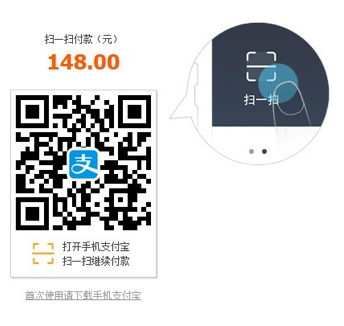 扫一扫付款（元）
148.00
扫一扫
支
打开手机支付宝
扫一扫继续付款
首次使用请下载手机支付宝